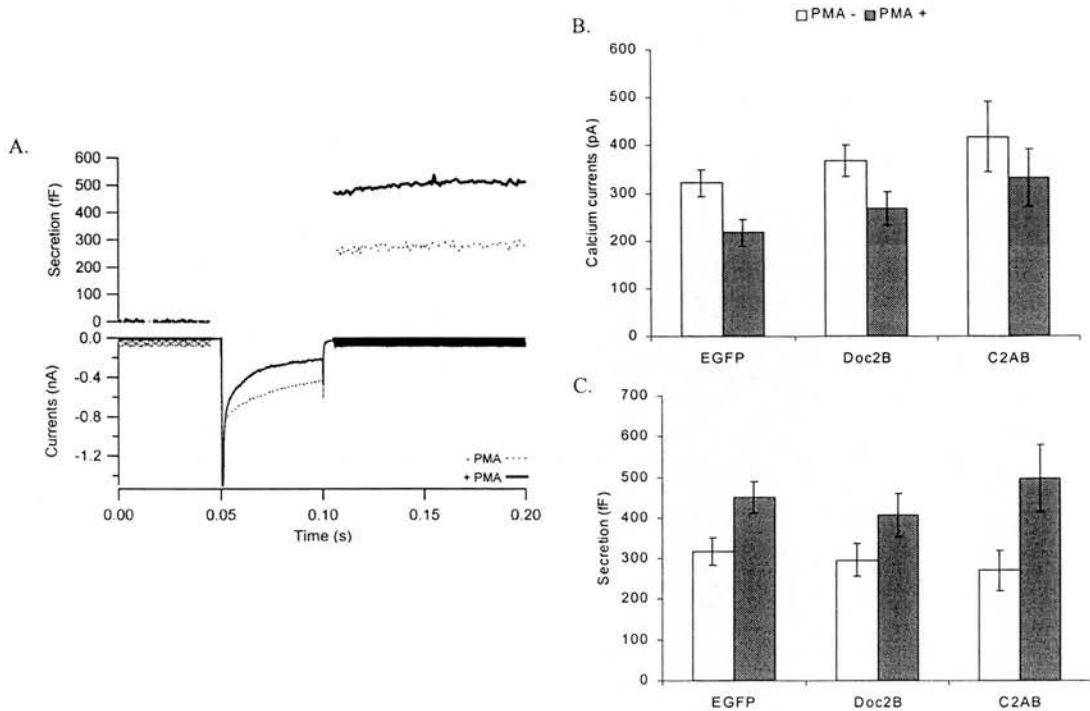 A.
600
500
400
300
200
100
0
Secretion (fF)
0.0
-0.4
-0.8
-1.2
Currents (nA)
- PMA
+ PMA
0.00
0.05
0.10
0.15
0.20
Time (s)
PMA - PMA +
B.
600
500
400
300
200
100
0
Calcium currents (pA)
EGFP
Doc2B
C2AB
C.
700
600
500
400
300
200
100
0
Secretion (fF)
EGFP
Doc2B
C2AB